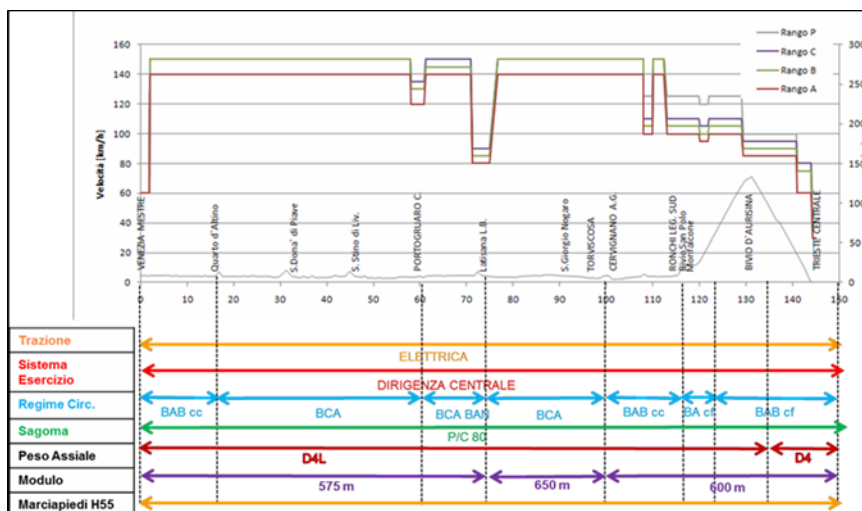 Rango P
Rango C
Rango B
Rango A
Velocità [km/h]
160
140
120
100
80
60
40
20
0
300
250
200
150
100
50
0
VENEZIA MESTRE
Quarto d'Altino
S.Dona` di Piave
S. Stino di Liv.
PORTOGRUARO C.
Latisana L.B.
S.Giorgio Nogaro
TORVISCOSA
CERVIGNANO A.G.
RONCHI LEG. SUD
Bivio San Polo
Monfalcone
BIVIO D'AURISINA
TRIESTE CENTRALE
0 10 20 30 40 50 60 70 80 90 100 110 120 130 140 150
Trazione
ELETTRICA
Sistema
Esercizio
DIRIGENZA CENTRALE
Regime Circ.
BAB cc BCA BCA BAN BCA BAB cc BA cf BAB cf
Sagoma
P/C 80
Peso Assiale
D4L D4
Modulo
575 m 650 m 600 m
Marciapiedi H55